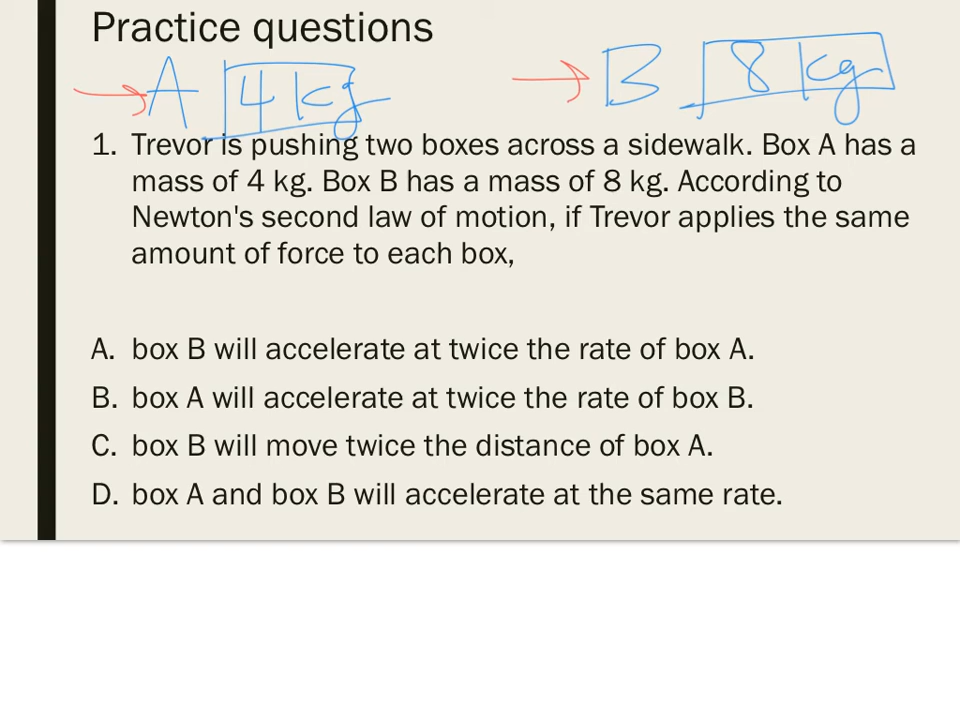 Practice questions
A 4 kg B 8 kg
1. Trevor is pushing two boxes across a sidewalk. Box A has a
mass of 4 kg. Box B has a mass of 8 kg. According to
Newton's second law of motion, if Trevor applies the same
amount of force to each box,
A. box B will accelerate at twice the rate of box A.
B. box A will accelerate at twice the rate of box B.
C. box B will move twice the distance of box A.
D. box A and box B will accelerate at the same rate.